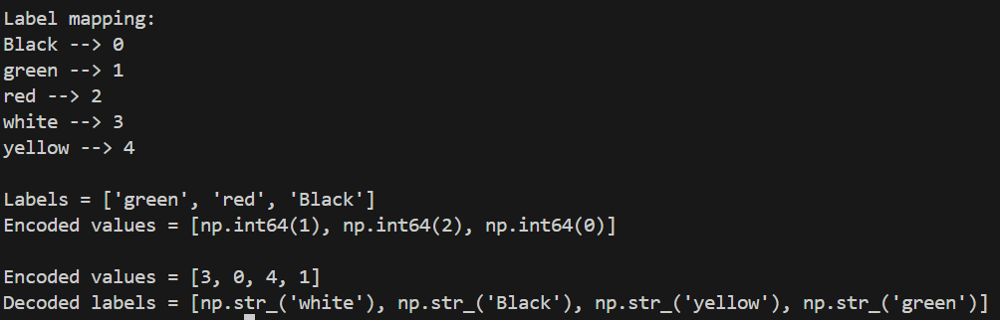 Label mapping:
Black --> 0
green --> 1
red --> 2
white --> 3
yellow --> 4
Labels = ['green', 'red', 'Black']
Encoded values = [np.int64(1), np.int64(2), np.int64(0)]
Encoded values = [3, 0, 4, 1]
Decoded labels = [np.str_('white'), np.str_('Black'), np.str_('yellow'), np.str_('green')]